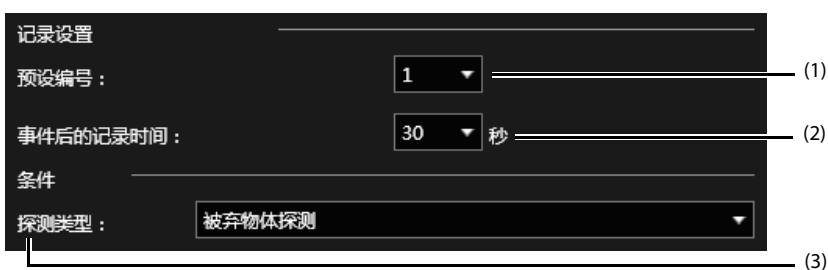 记录设置
预设编号： 1 (1)
事件后的记录时间： 30 秒 (2)
条件
探测类型： 被弃物体探测
(3)